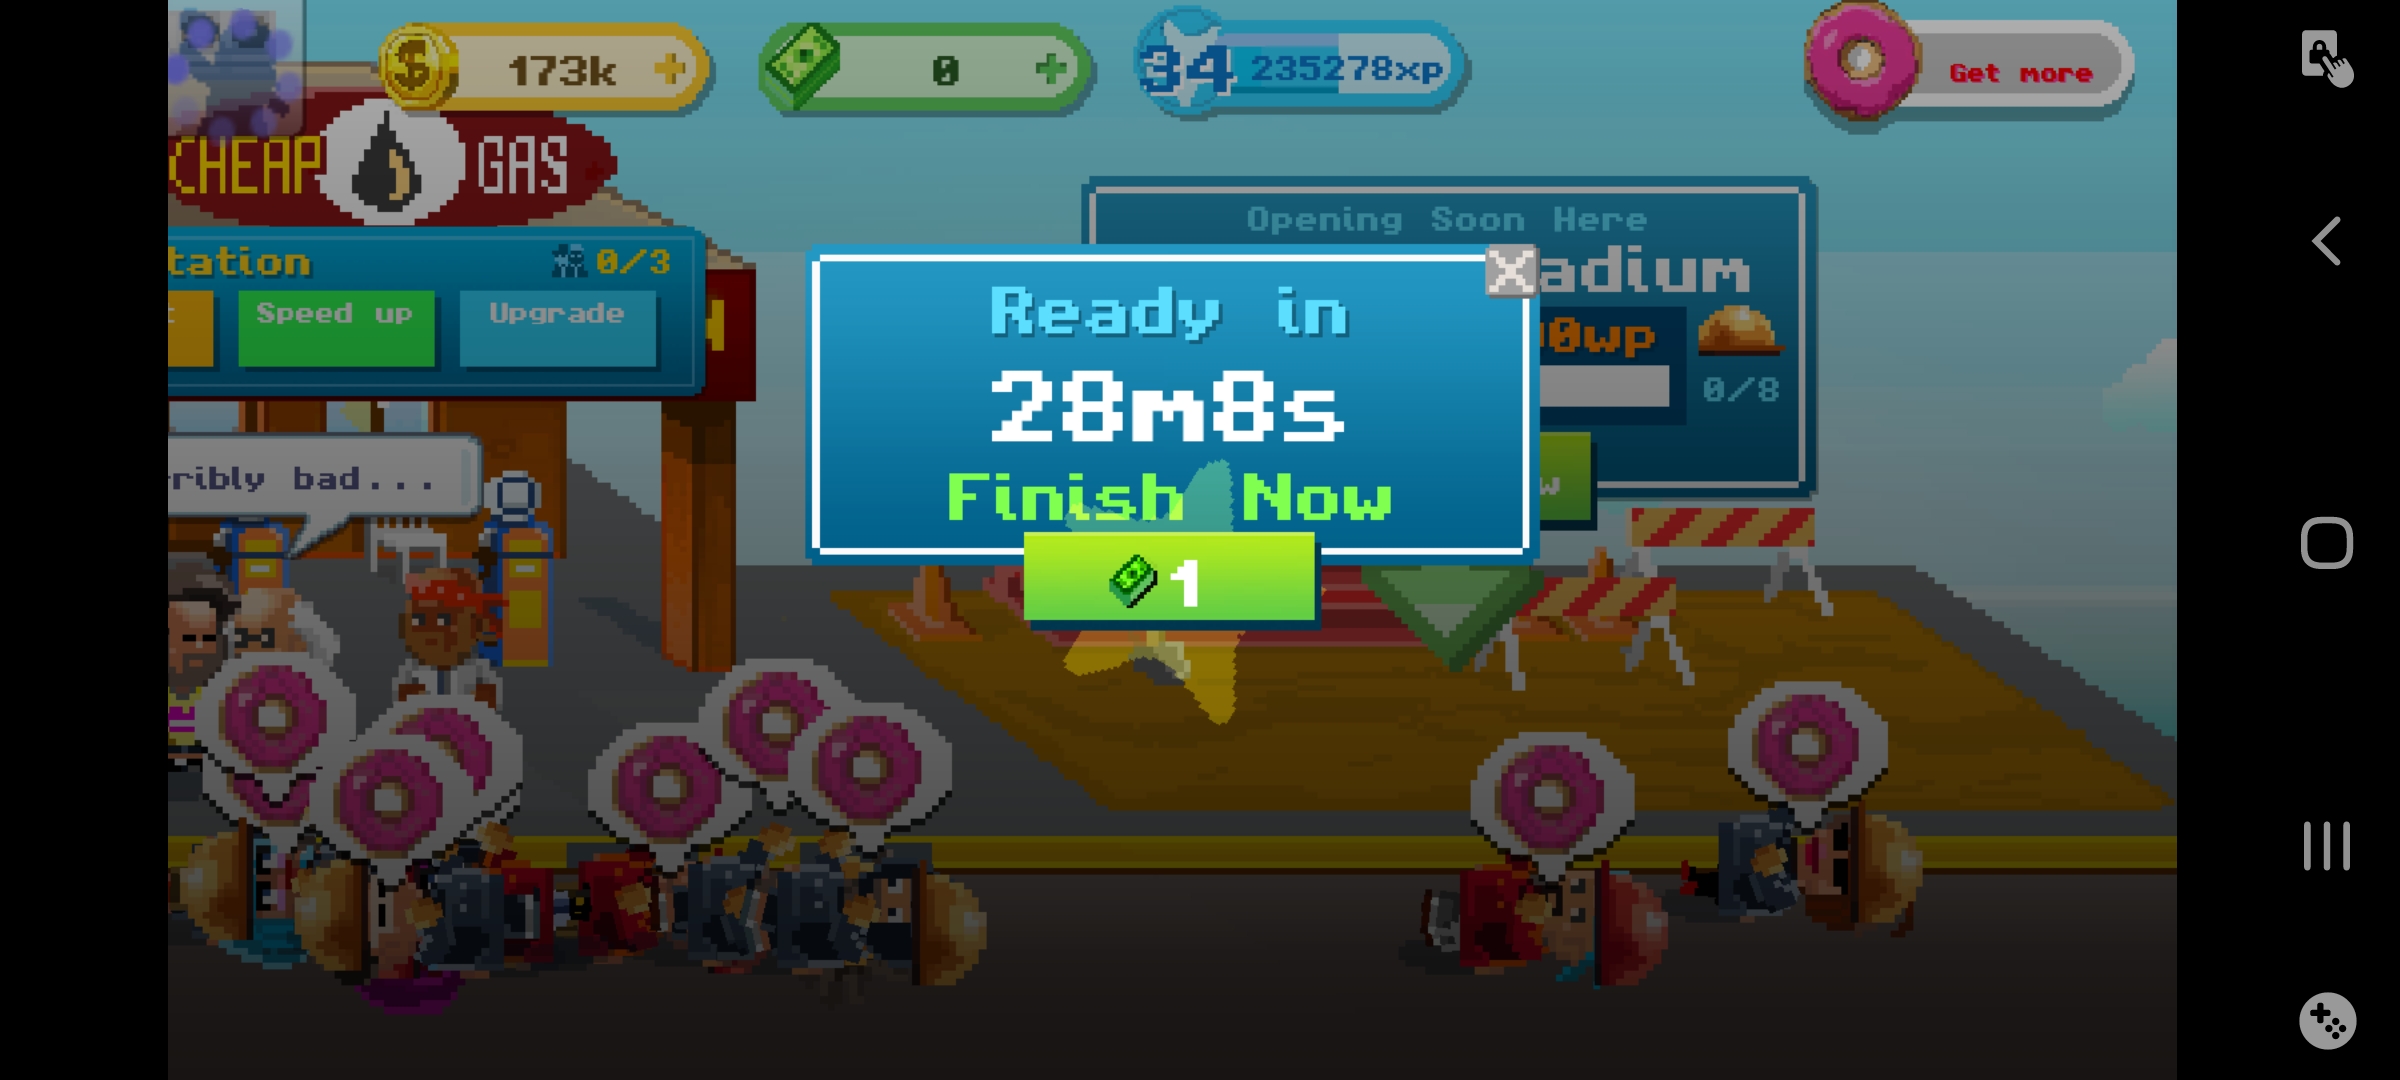 173k
0
34 235278xp
Get more
CHEAP GAS
Opening Soon Here
adium
tation
0/3
t
Speed up
Upgrade
0wp
0/8
Ready in
28m8s
Finish Now
1
ribly bad...
w